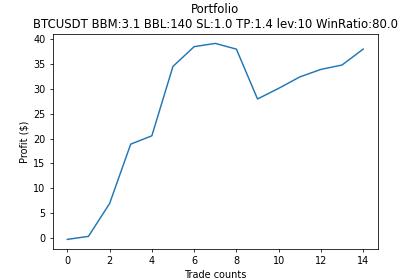 Portfolio
BTCUSDT BBM:3.1 BBL:140 SL:1.0 TP:1.4 lev:10 WinRatio:80.0
Profit ($)
40
35
30
25
20
15
10
5
0
0 2 4 6 8 10 12 14
Trade counts